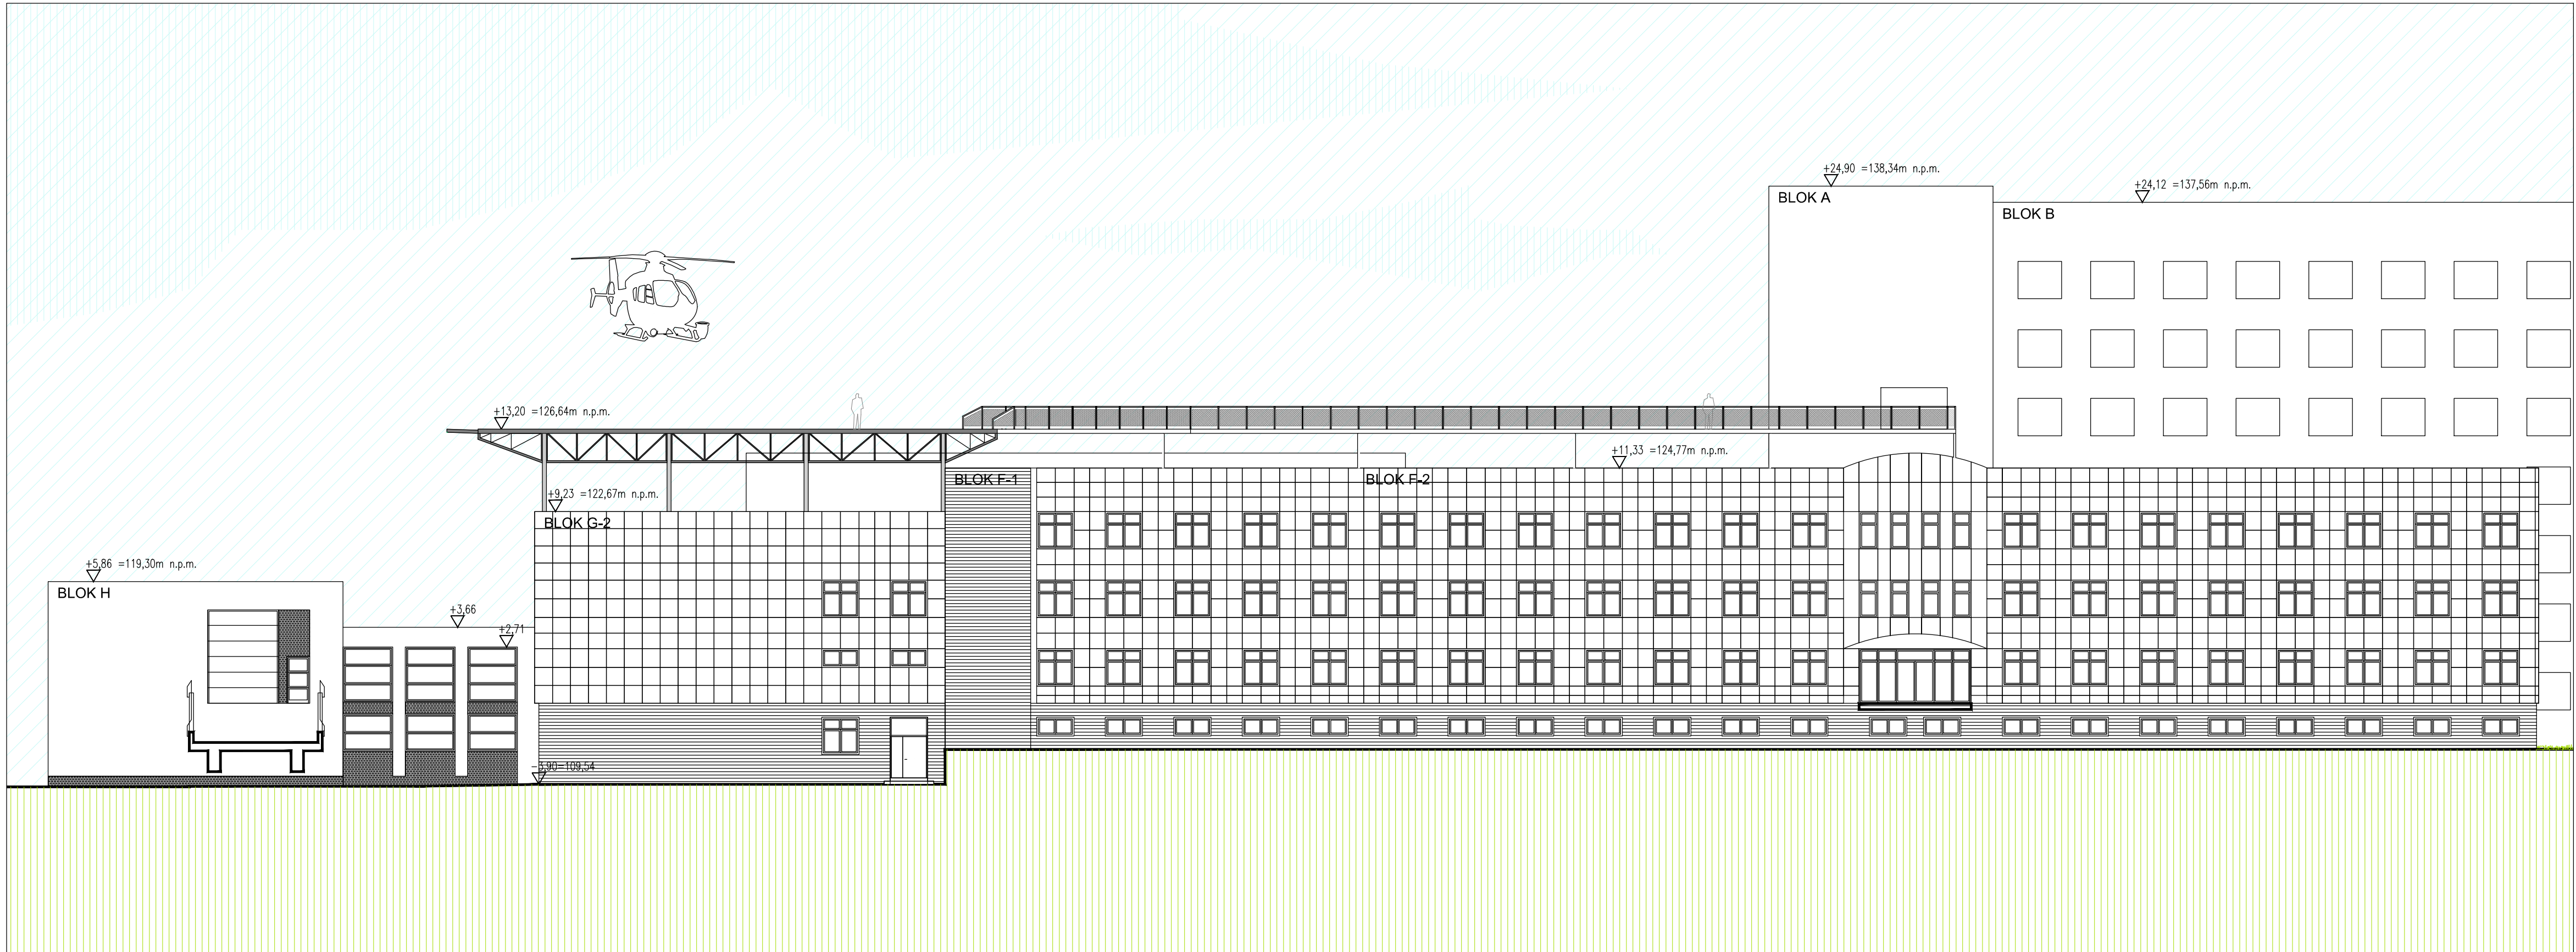 +24,90 =138,34m n.p.m.
BLOK A
+24,12 =137,56m n.p.m.
BLOK B
+13,20 =126,64m n.p.m.
+11,33 =124,77m n.p.m.
BLOK F-1
BLOK F-2
+9,23 =122,67m n.p.m.
BLOK G-2
+5,86 =119,30m n.p.m.
BLOK H
+3,66
+2,71
-3,90=109,54